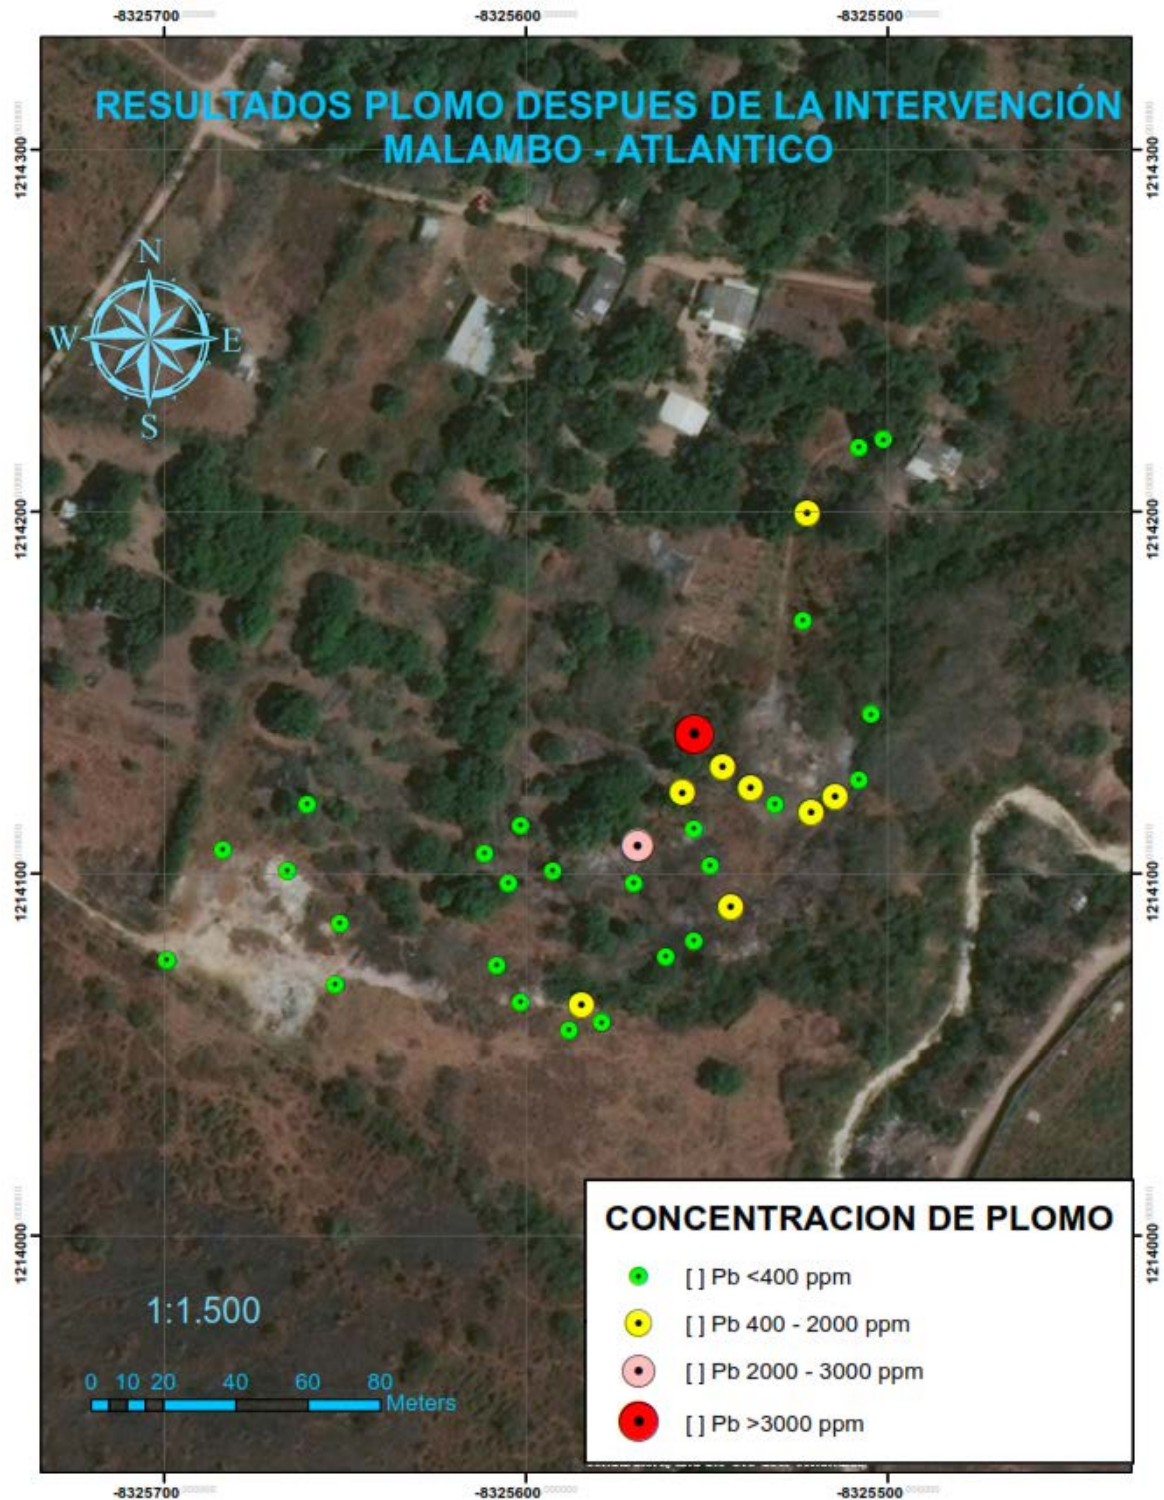 -8325700 -8325600 -8325500
RESULTADOS PLOMO DESPUES DE LA INTERVENCIÓN
MALAMBO - ATLANTICO
1214300 1214300
N
W E
S
1214200 1214200
1214100 1214100
1214000 1214000
CONCENTRACION DE PLOMO
[ ] Pb <400 ppm
[ ] Pb 400 - 2000 ppm
[ ] Pb 2000 - 3000 ppm
[ ] Pb >3000 ppm
1:1.500
0 10 20 40 60 80
Meters
-8325700 -8325600 -8325500